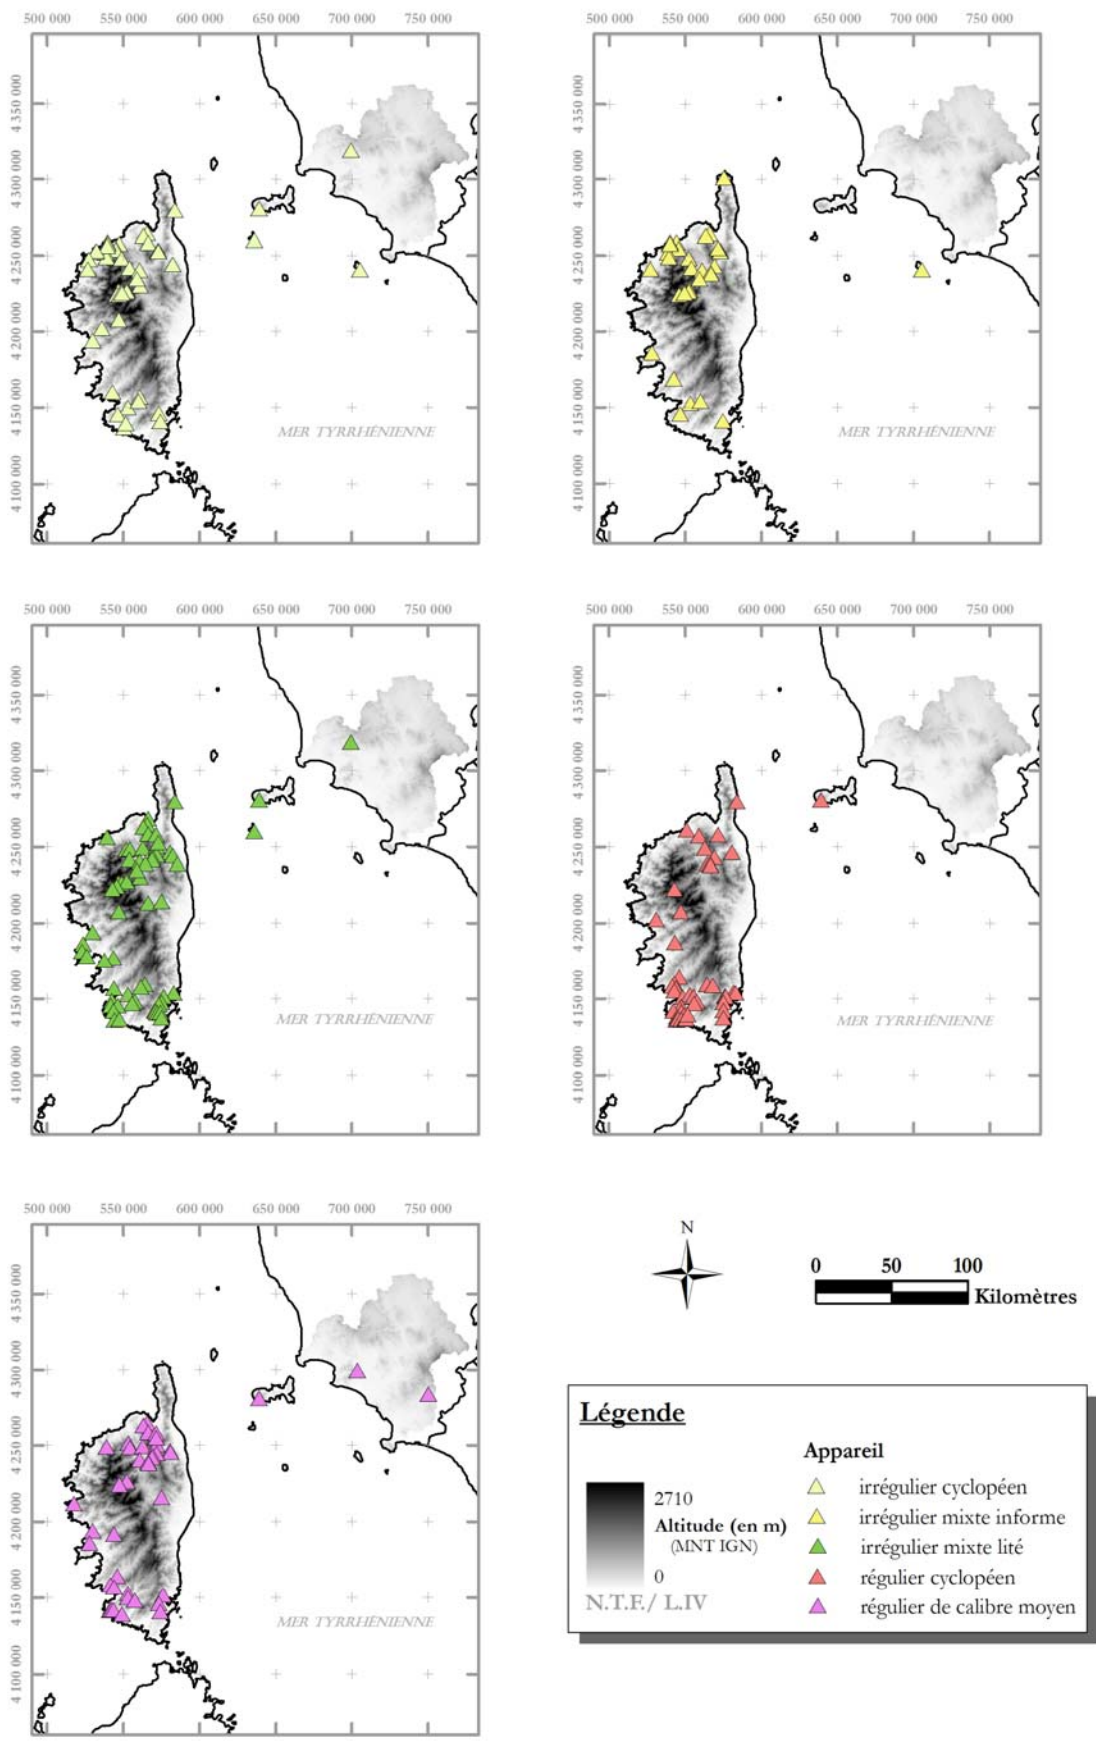 500 000 550 000 600 000 650 000 700 000 750 000
4 350 000
4 300 000
4 250 000
4 200 000
4 150 000
4 100 000
MER TYRRHÉNIENNE
500 000 550 000 600 000 650 000 700 000 750 000
4 350 000
4 300 000
4 250 000
4 200 000
4 150 000
4 100 000
MER TYRRHÉNIENNE
500 000 550 000 600 000 650 000 700 000 750 000
4 350 000
4 300 000
4 250 000
4 200 000
4 150 000
4 100 000
MER TYRRHÉNIENNE
500 000 550 000 600 000 650 000 700 000 750 000
4 350 000
4 300 000
4 250 000
4 200 000
4 150 000
4 100 000
MER TYRRHÉNIENNE
500 000 550 000 600 000 650 000 700 000 750 000
4 350 000
4 300 000
4 250 000
4 200 000
4 150 000
4 100 000
MER TYRRHÉNIENNE
N
0 50 100
Kilomètres
Légende
2710
Altitude (en m)
(MNT IGN)
0
N.T.F./ L.IV
Appareil
irrégulier cyclopéen
irrégulier mixte informe
irrégulier mixte lité
régulier cyclopéen
régulier de calibre moyen